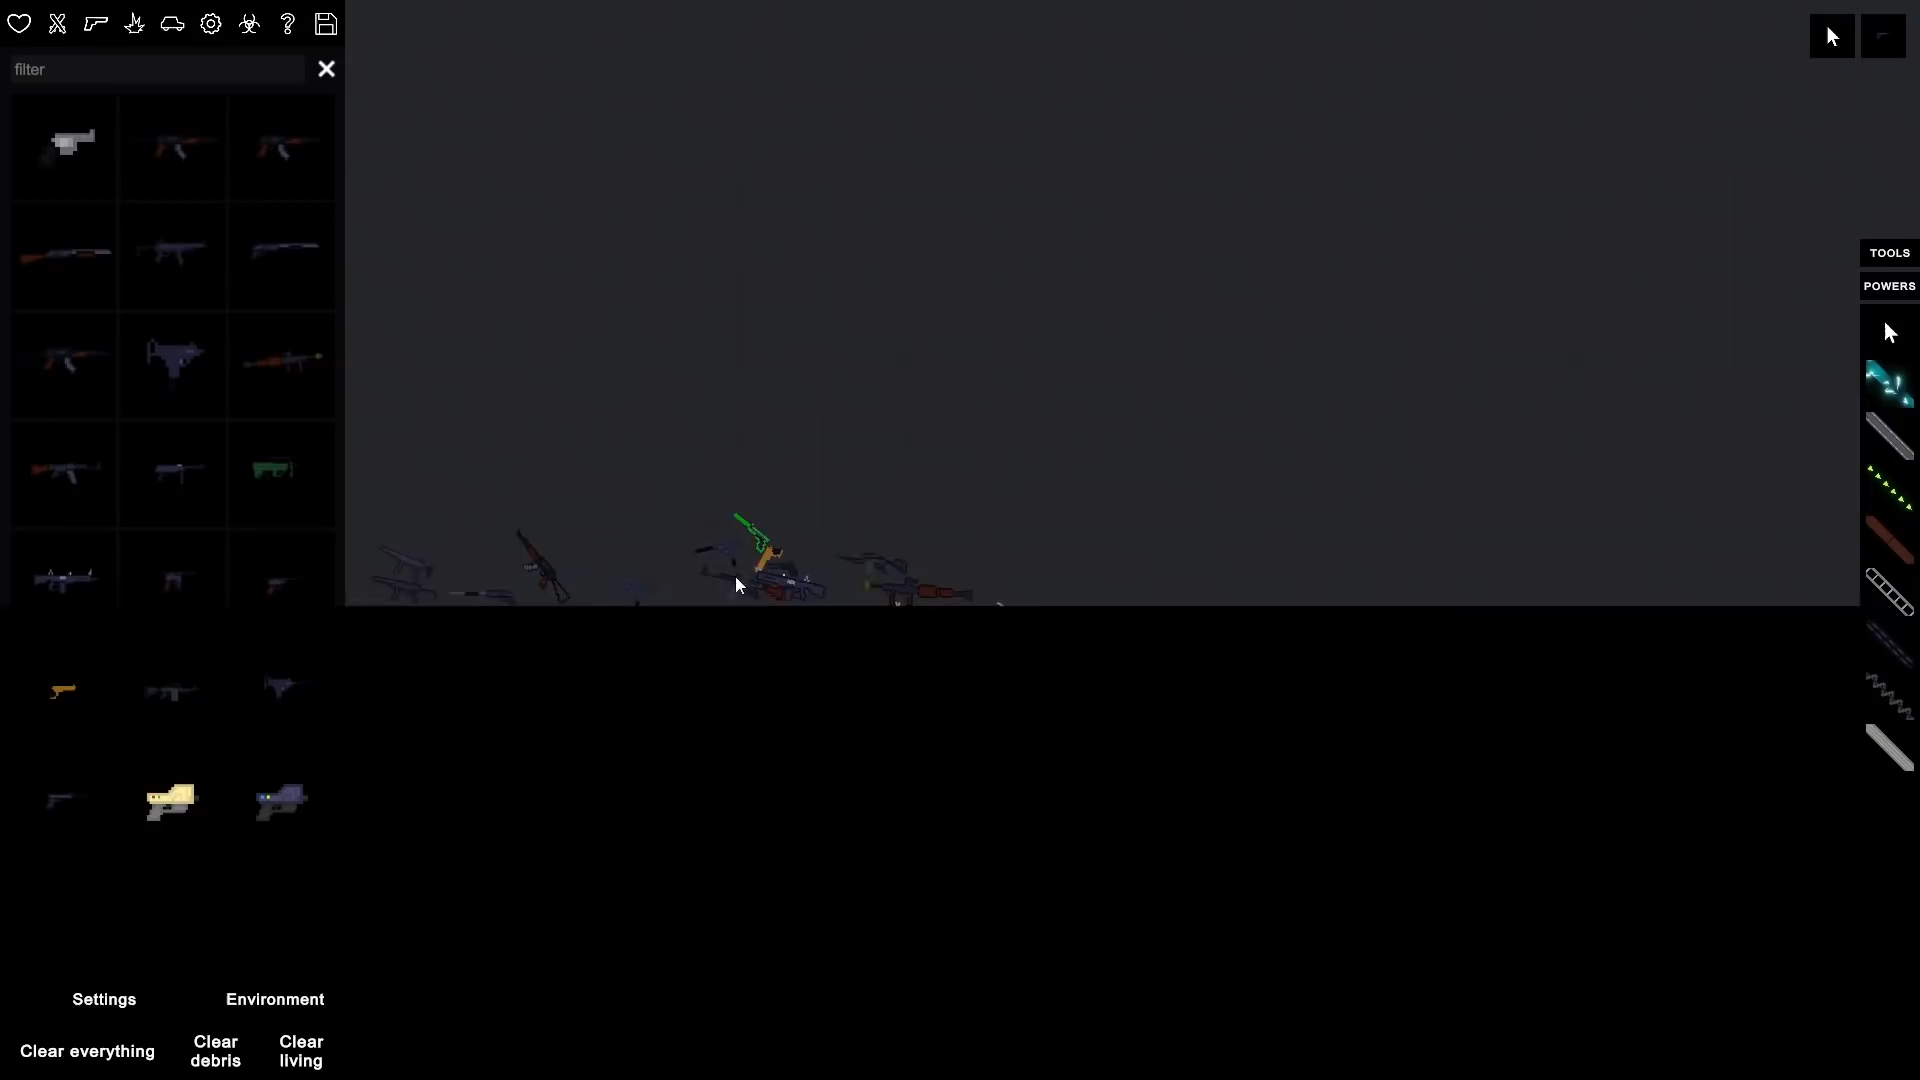 filter
TOOLS
POWERS
Settings
Environment
Clear everything
Clear
debris
Clear
living